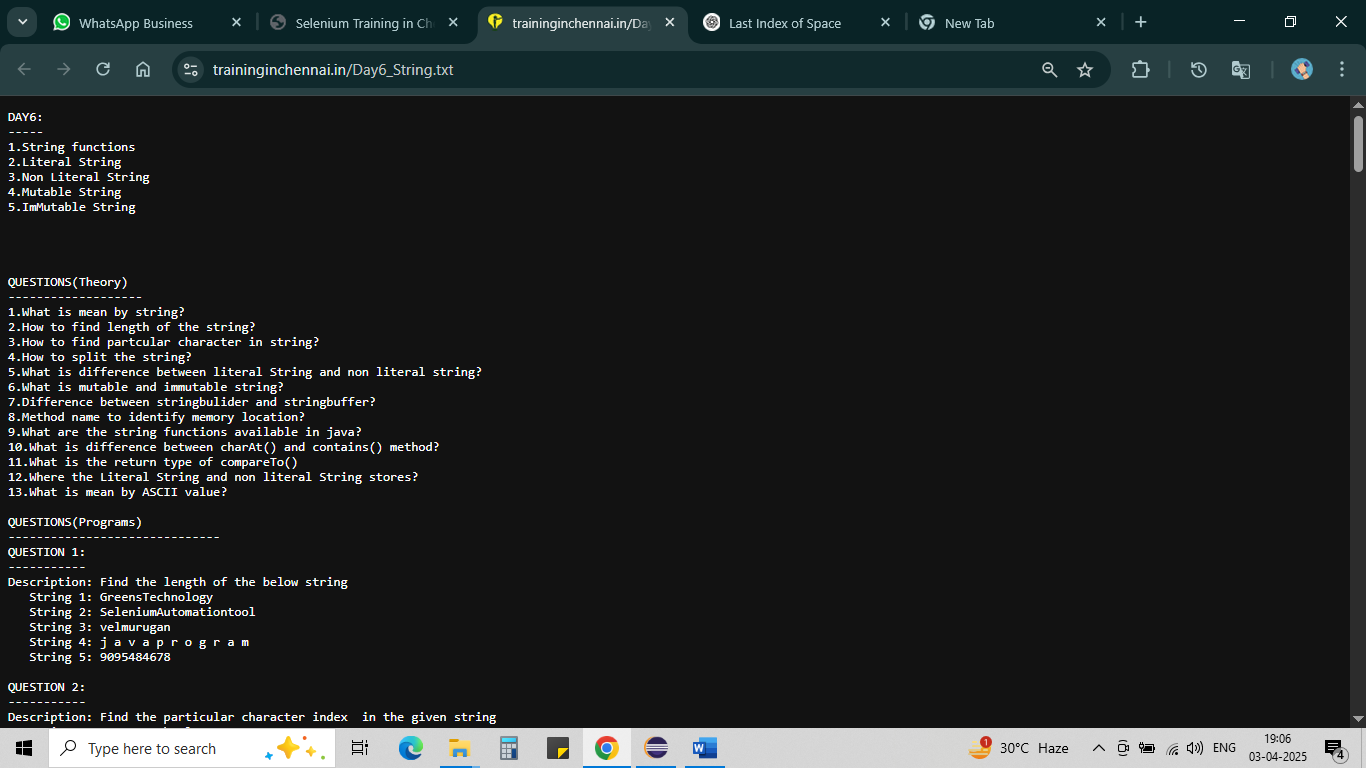 WhatsApp Business
Selenium Training in Ch
traininginchennai.in/Day
Last Index of Space
New Tab
traininginchennai.in/Day6_String.txt
DAY6:
-----
1.String functions
2.Literal String
3.Non Literal String
4.Mutable String
5.ImMutable String
QUESTIONS(Theory)
-------------------
1.What is mean by string?
2.How to find length of the string?
3.How to find partcular character in string?
4.How to split the string?
5.What is difference between literal String and non literal string?
6.What is mutable and immutable string?
7.Difference between stringbulider and stringbuffer?
8.Method name to identify memory location?
9.What are the string functions available in java?
10.What is difference between charAt() and contains() method?
11.What is the return type of compareTo()
12.Where the Literal String and non literal String stores?
13.What is mean by ASCII value?
QUESTIONS(Programs)
------------------------------
QUESTION 1:
-----------
Description: Find the length of the below string
String 1: GreensTechnology
String 2: SeleniumAutomationtool
String 3: velmurugan
String 4: j a v a p r o g r a m
String 5: 9095484678
QUESTION 2:
-----------
Description: Find the particular character index  in the given string
Type here to search
1
30°C Haze
ENG
19:06
03-04-2025
4